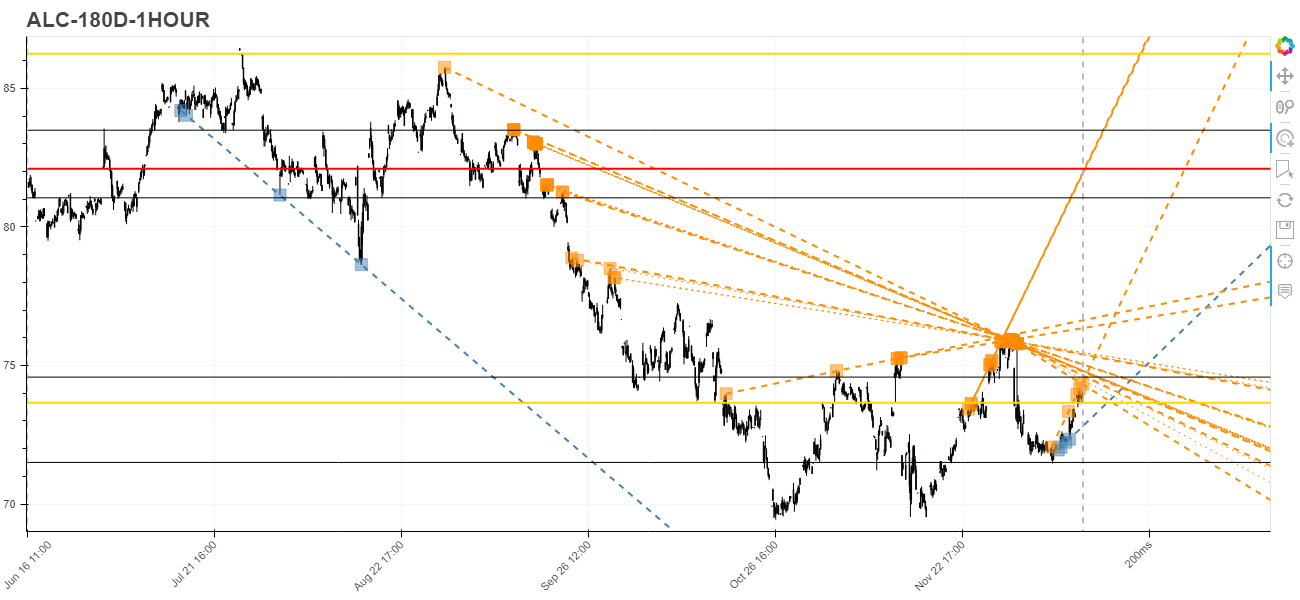 ALC-180D-1HOUR
85
80
75
70
Jun 16 11:00
Jul 21 16:00
Aug 22 17:00
Sep 26 12:00
Oct 26 16:00
Nov 22 17:00
200ms